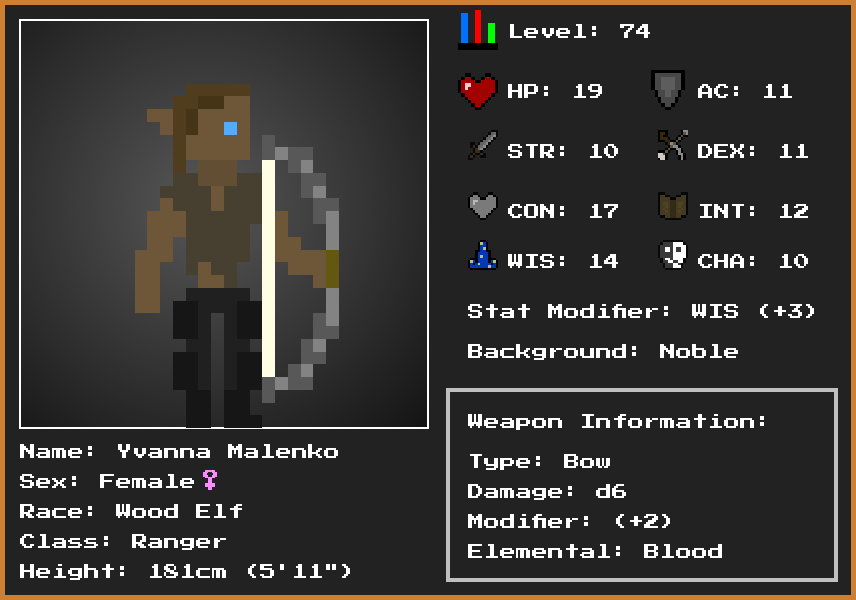 Level: 74
HP: 19 AC: 11
STR: 10 DEX: 11
CON: 17 INT: 12
WIS: 14 CHA: 10
Stat Modifier: WIS (+3)
Background: Noble
Weapon Information:
Type: Bow
Damage: d6
Modifier: (+2)
Elemental: Blood
Name: Yvanna Malenko
Sex: Female♀
Race: Wood Elf
Class: Ranger
Height: 181cm (5'11")